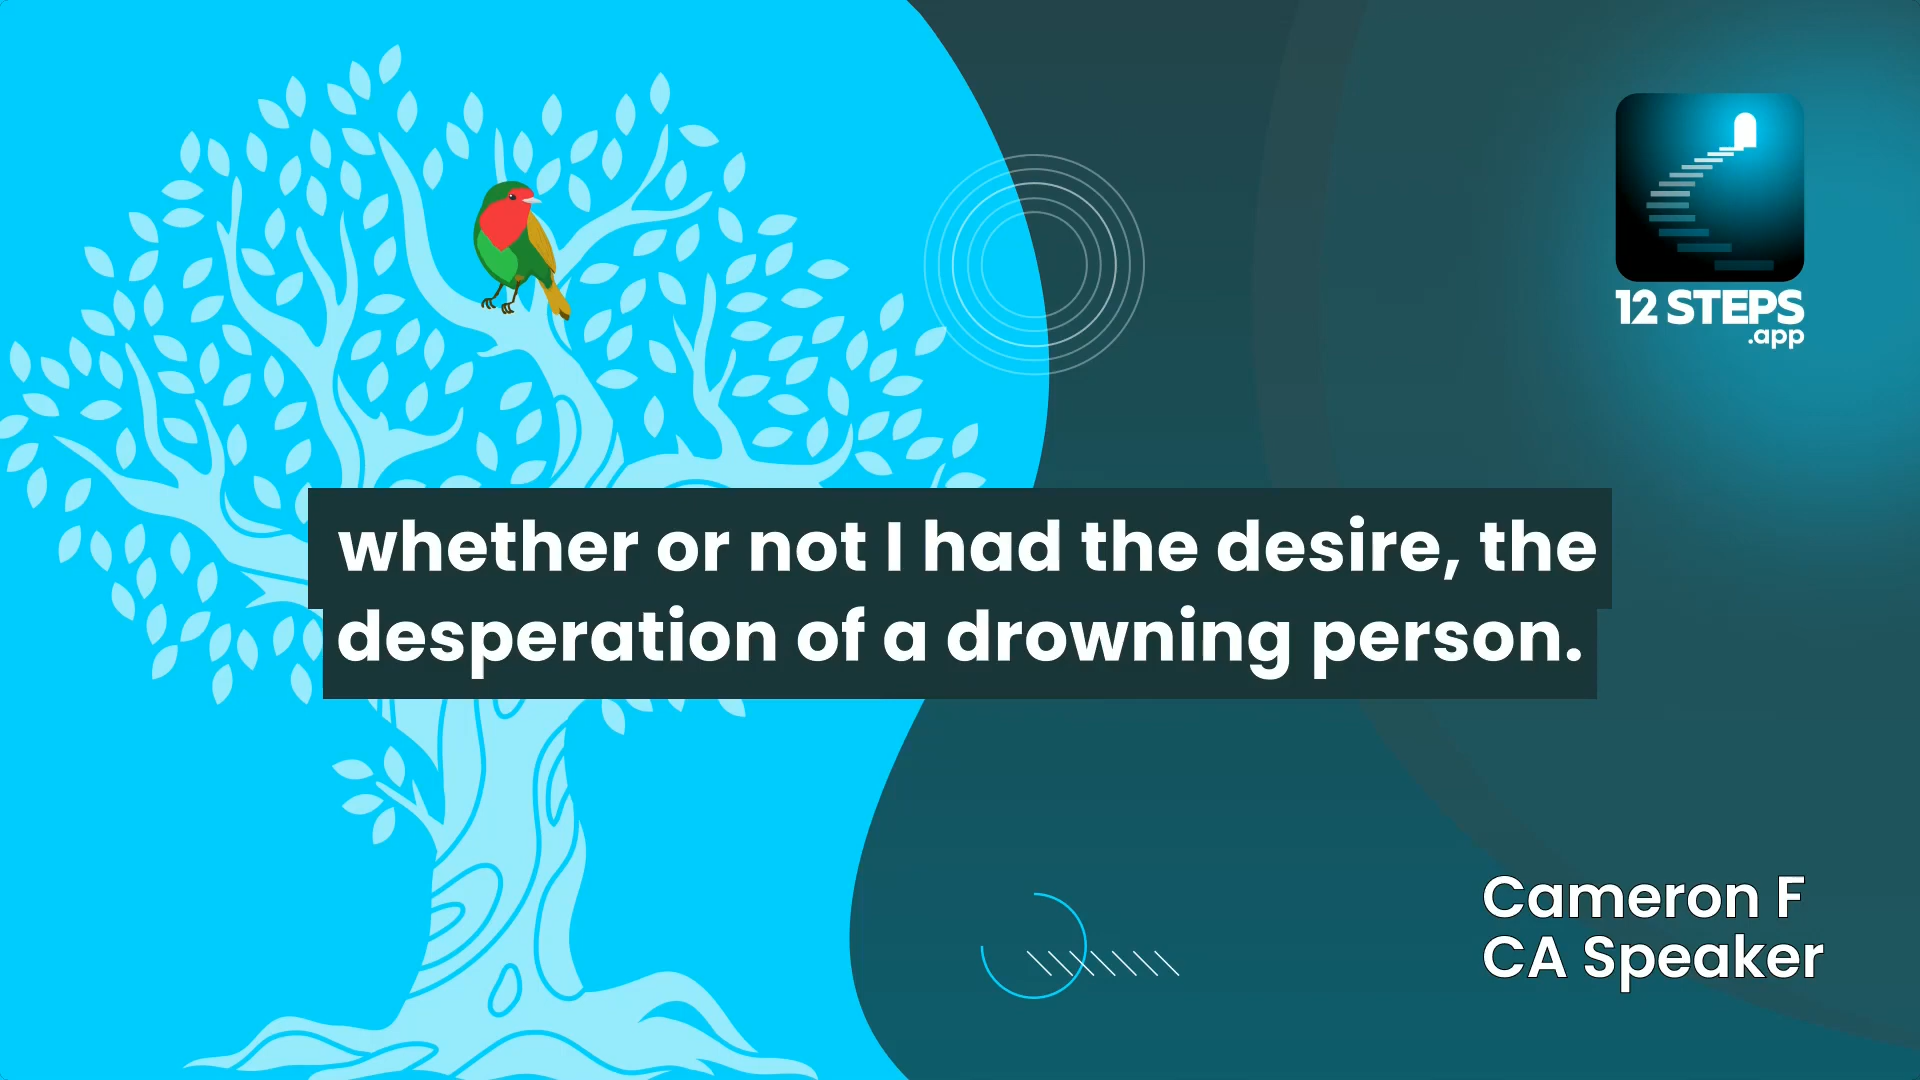 12 STEPS
.app
whether or not I had the desire, the
desperation of a drowning person.
Cameron F
CA Speaker